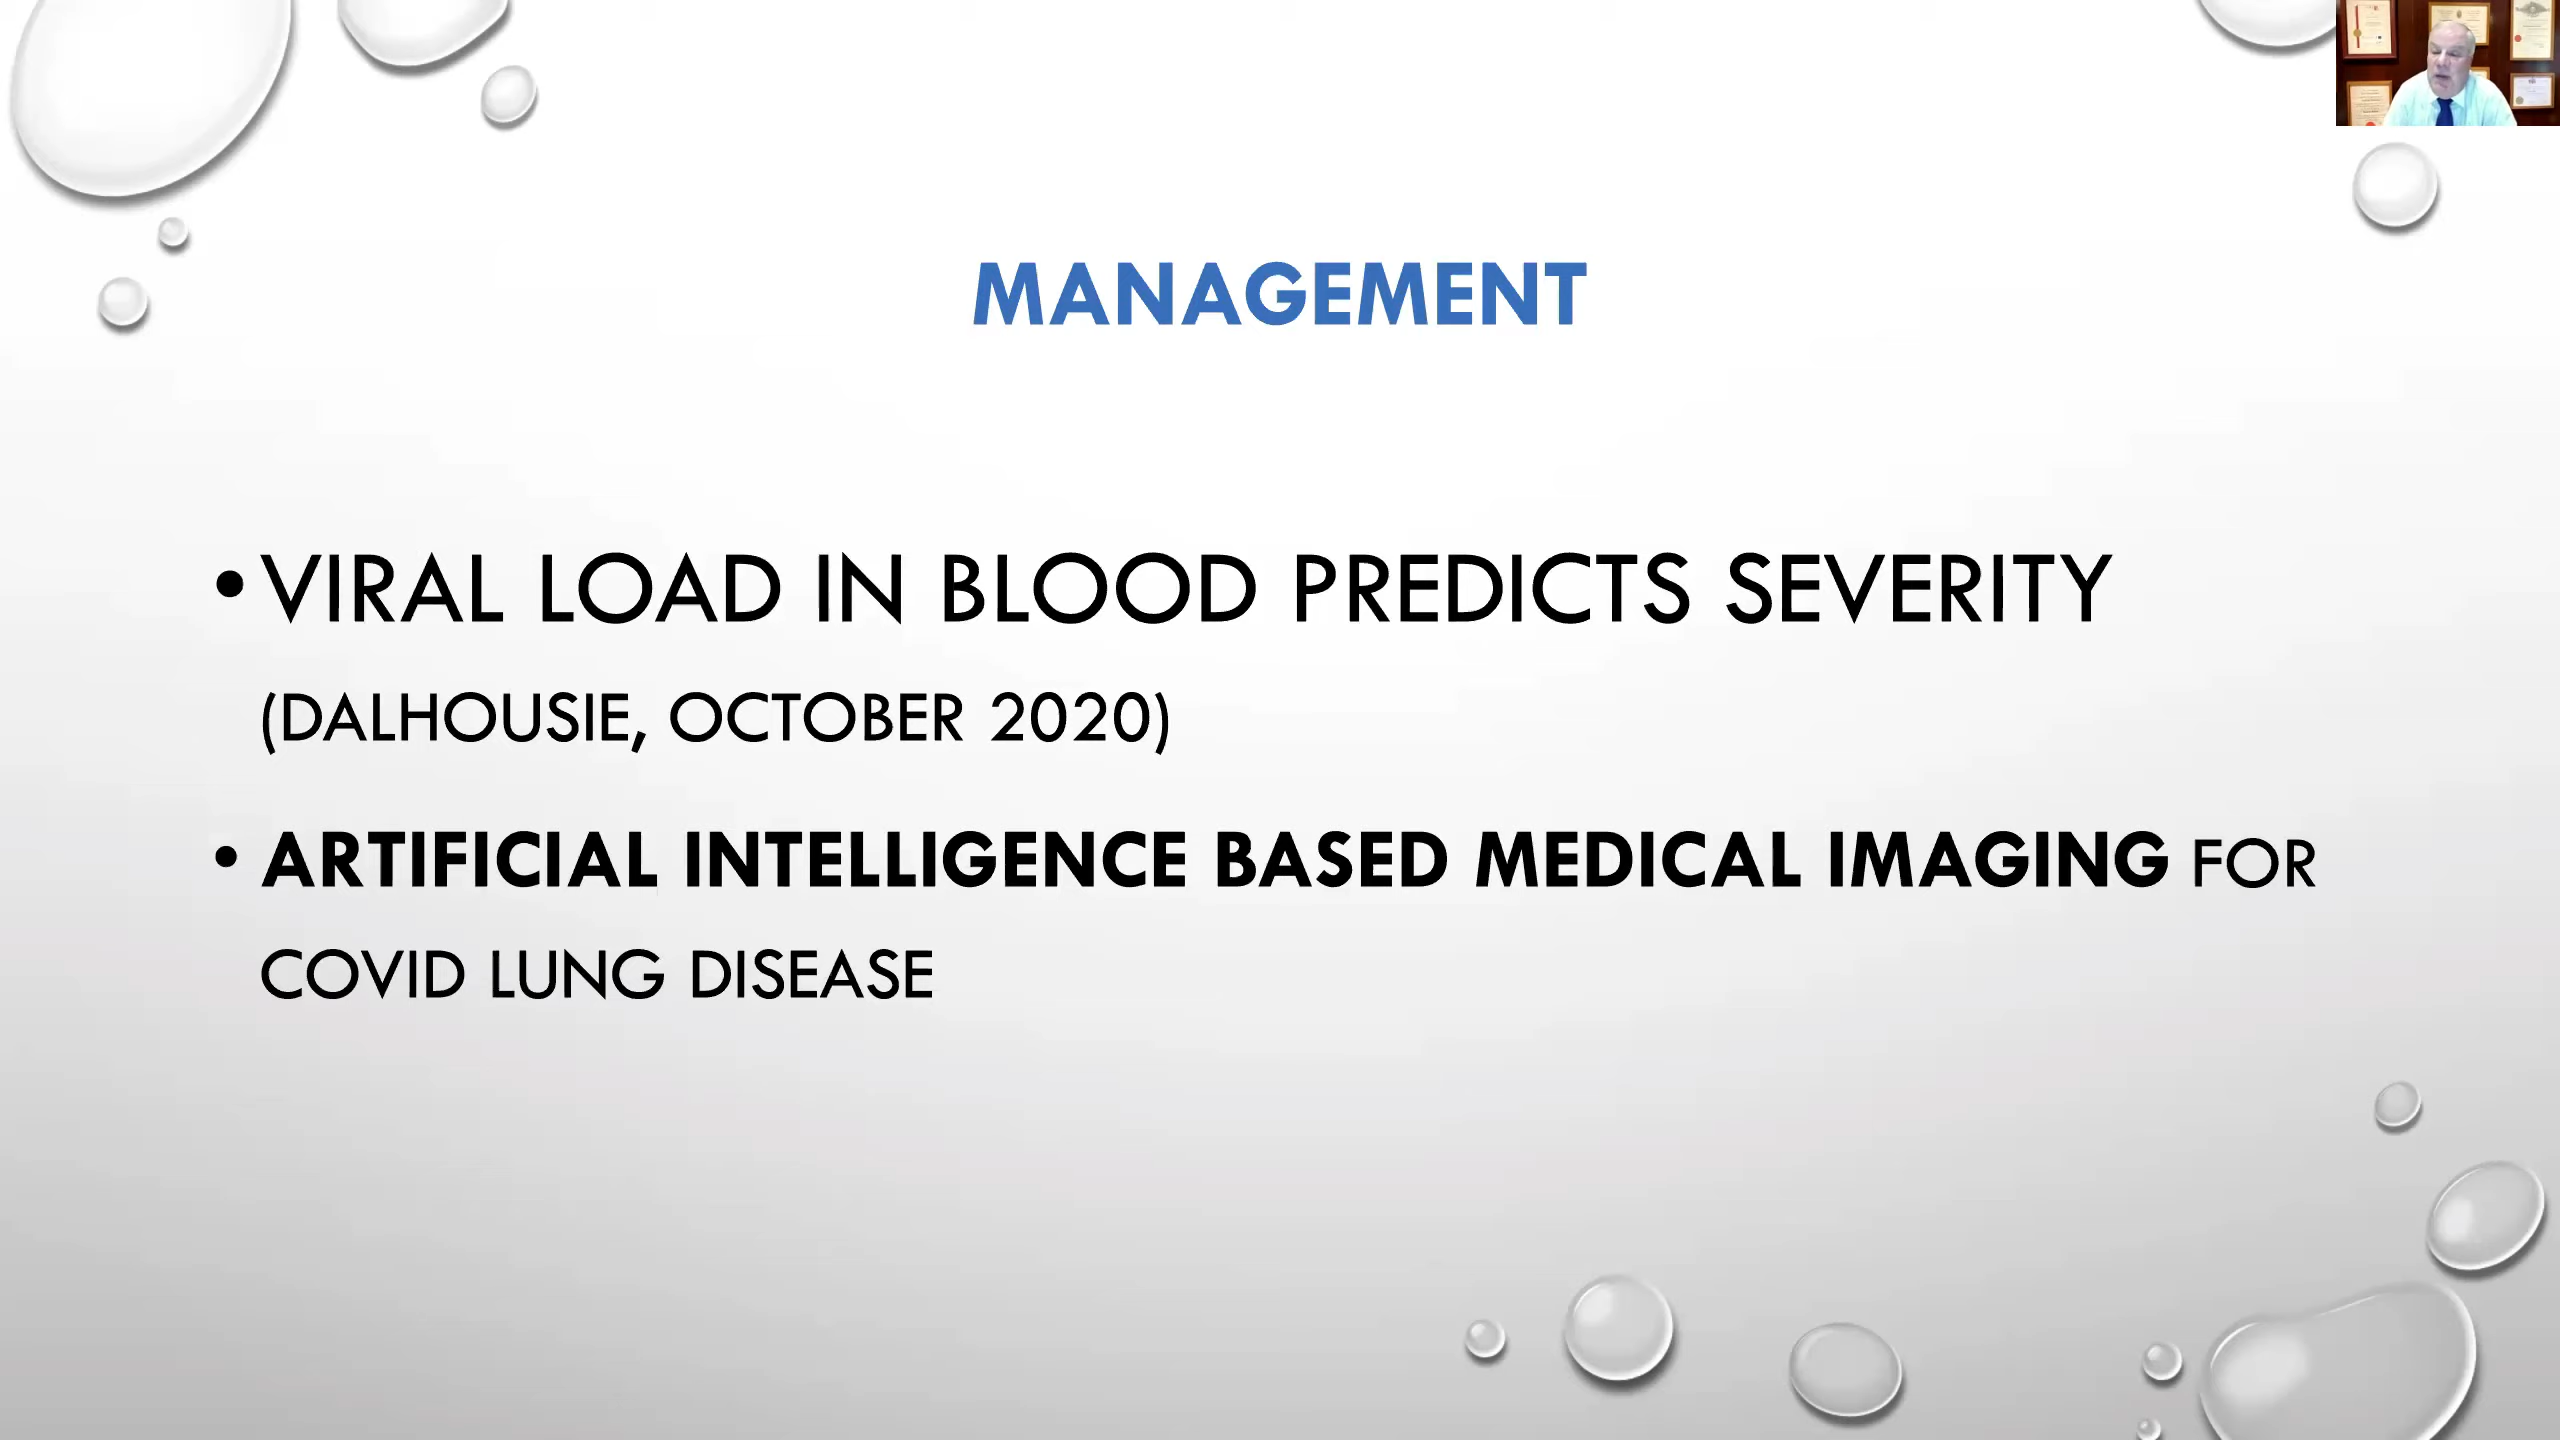 MANAGEMENT
• VIRAL LOAD IN BLOOD PREDICTS SEVERITY
(DALHOUSIE, OCTOBER 2020)
• ARTIFICIAL INTELLIGENCE BASED MEDICAL IMAGING FOR
COVID LUNG DISEASE